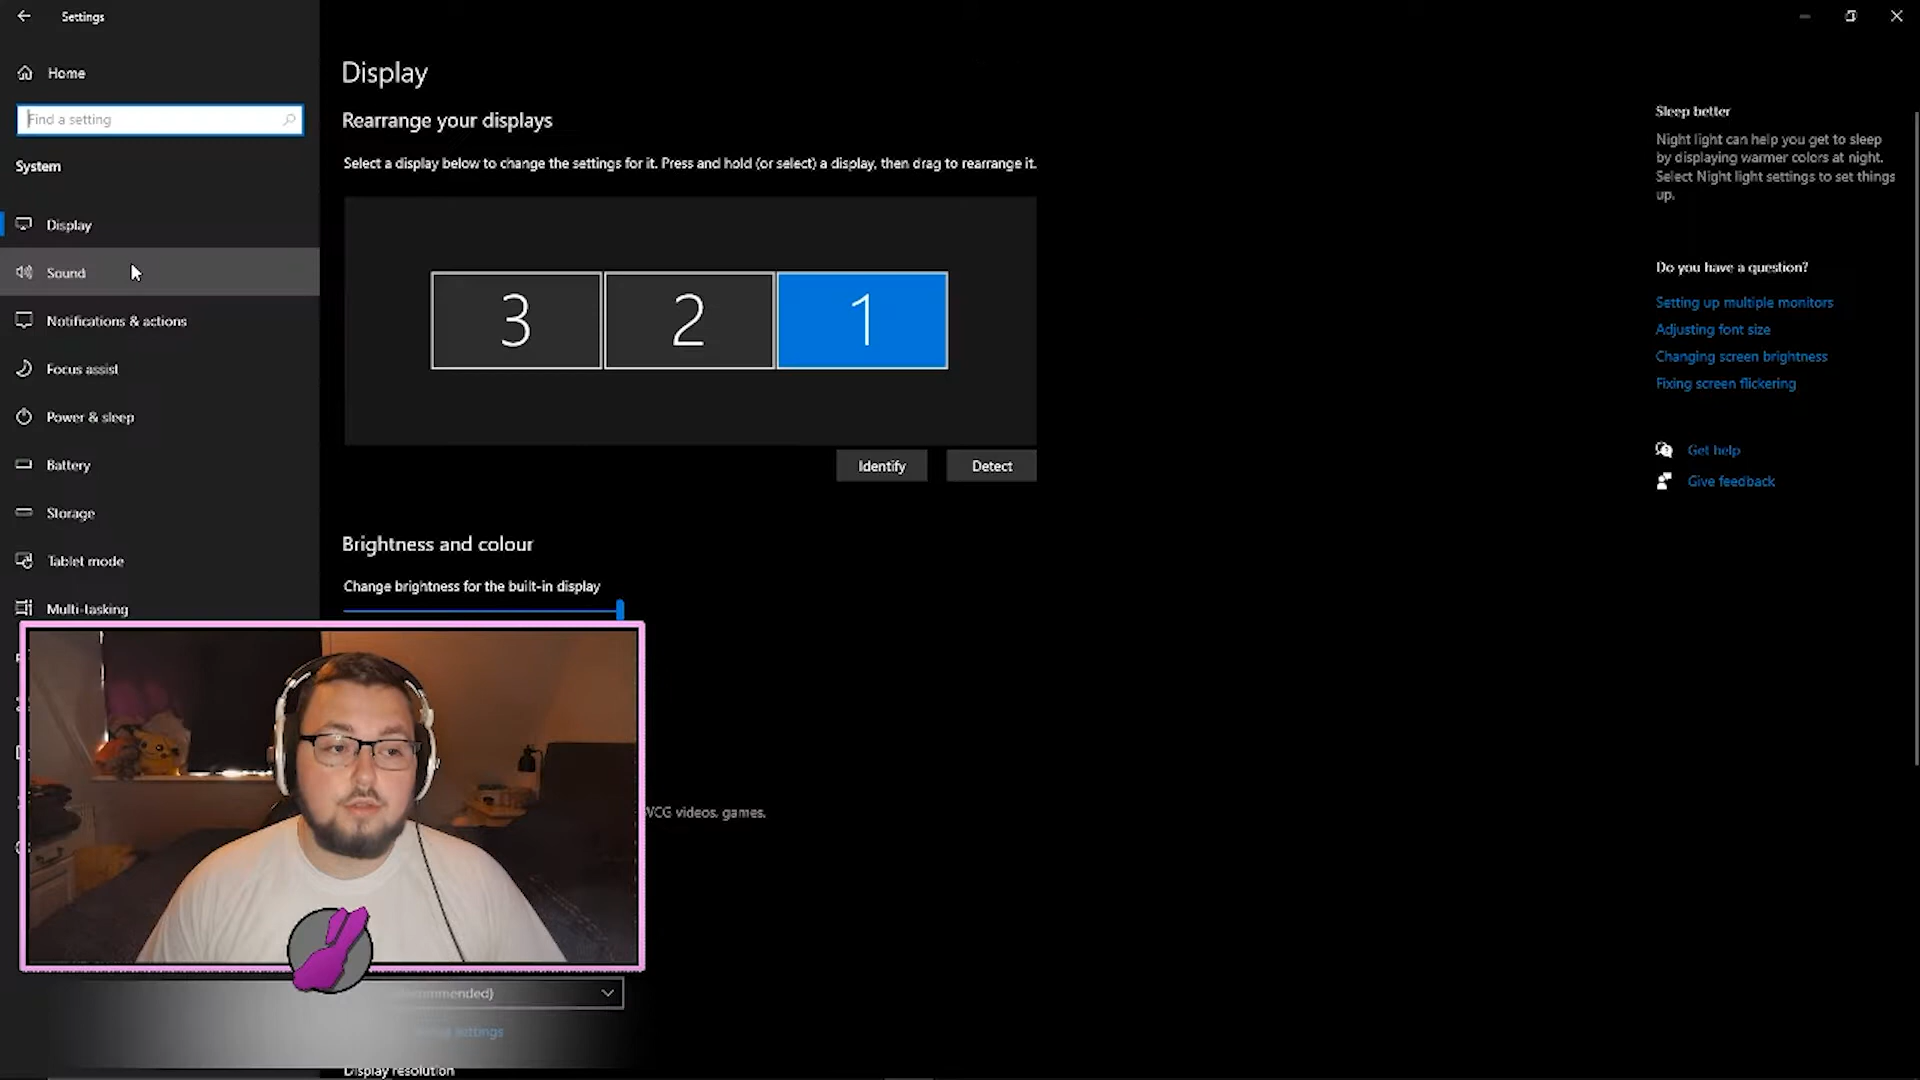 Settings
Home
Find a setting
System
Display
Sound
Notifications & actions
Focus assist
Power & sleep
Battery
Storage
Tablet mode
Multi-tasking
Display
Rearrange your displays
Select a display below to change the settings for it. Press and hold (or select) a display, then drag to rearrange it.
3
2
1
Identify
Detect
Brightness and colour
Change brightness for the built-in display
WCG videos, games.
settings
Display resolution
Sleep better
Night light can help you get to sleep
by displaying warmer colors at night.
Select Night light settings to set things
up.
Do you have a question?
Setting up multiple monitors
Adjusting font size
Changing screen brightness
Fixing screen flickering
Get help
Give feedback